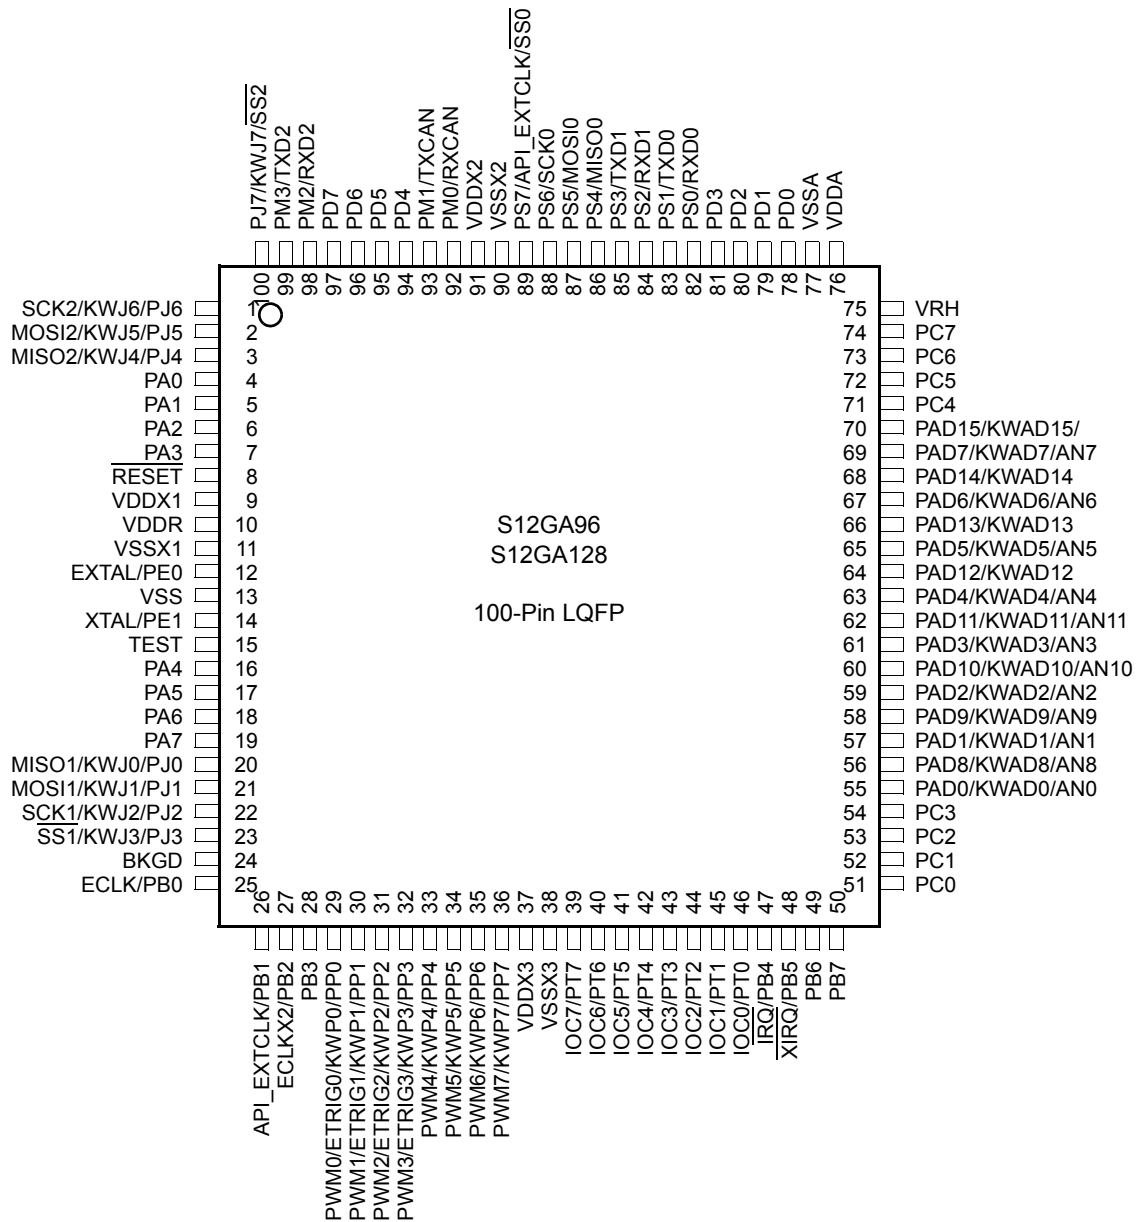 PJ7/KWJ7/SS2
PM3/TXD2
PM2/RXD2
PD7
PD6
PD5
PD4
PM1/TXCAN
PM0/RXCAN
VDDX2
VSSX2
PS7/API_EXTCLK/SS0
PS6/SCK0
PS5/MOSI0
PS4/MISO0
PS3/TXD1
PS2/RXD1
PS1/TXD0
PS0/RXD0
PD3
PD2
PD1
PD0
VSSA
VDDA
100
99
98
97
96
95
94
93
92
91
90
89
88
87
86
85
84
83
82
81
80
79
78
77
76
SCK2/KWJ6/PJ6 1
MOSI2/KWJ5/PJ5 2
MISO2/KWJ4/PJ4 3
PA0 4
PA1 5
PA2 6
PA3 7
RESET 8
VDDX1 9
VDDR 10
VSSX1 11
EXTAL/PE0 12
VSS 13
XTAL/PE1 14
TEST 15
PA4 16
PA5 17
PA6 18
PA7 19
MISO1/KWJ0/PJ0 20
MOSI1/KWJ1/PJ1 21
SCK1/KWJ2/PJ2 22
SS1/KWJ3/PJ3 23
BKGD 24
ECLK/PB0 25
S12GA96
S12GA128
100-Pin LQFP
75 VRH
74 PC7
73 PC6
72 PC5
71 PC4
70 PAD15/KWAD15/
69 PAD7/KWAD7/AN7
68 PAD14/KWAD14
67 PAD6/KWAD6/AN6
66 PAD13/KWAD13
65 PAD5/KWAD5/AN5
64 PAD12/KWAD12
63 PAD4/KWAD4/AN4
62 PAD11/KWAD11/AN11
61 PAD3/KWAD3/AN3
60 PAD10/KWAD10/AN10
59 PAD2/KWAD2/AN2
58 PAD9/KWAD9/AN9
57 PAD1/KWAD1/AN1
56 PAD8/KWAD8/AN8
55 PAD0/KWAD0/AN0
54 PC3
53 PC2
52 PC1
51 PC0
26
27
28
29
30
31
32
33
34
35
36
37
38
39
40
41
42
43
44
45
46
47
48
49
50
API_EXTCLK/PB1
ECLKX2/PB2
PB3
PWM0/ETRIG0/KWP0/PP0
PWM1/ETRIG1/KWP1/PP1
PWM2/ETRIG2/KWP2/PP2
PWM3/ETRIG3/KWP3/PP3
PWM4/KWP4/PP4
PWM5/KWP5/PP5
PWM6/KWP6/PP6
PWM7/KWP7/PP7
VDDX3
VSSX3
IOC7/PT7
IOC6/PT6
IOC5/PT5
IOC4/PT4
IOC3/PT3
IOC2/PT2
IOC1/PT1
IOC0/PT0
IRQ/PB4
XIRQ/PB5
PB6
PB7